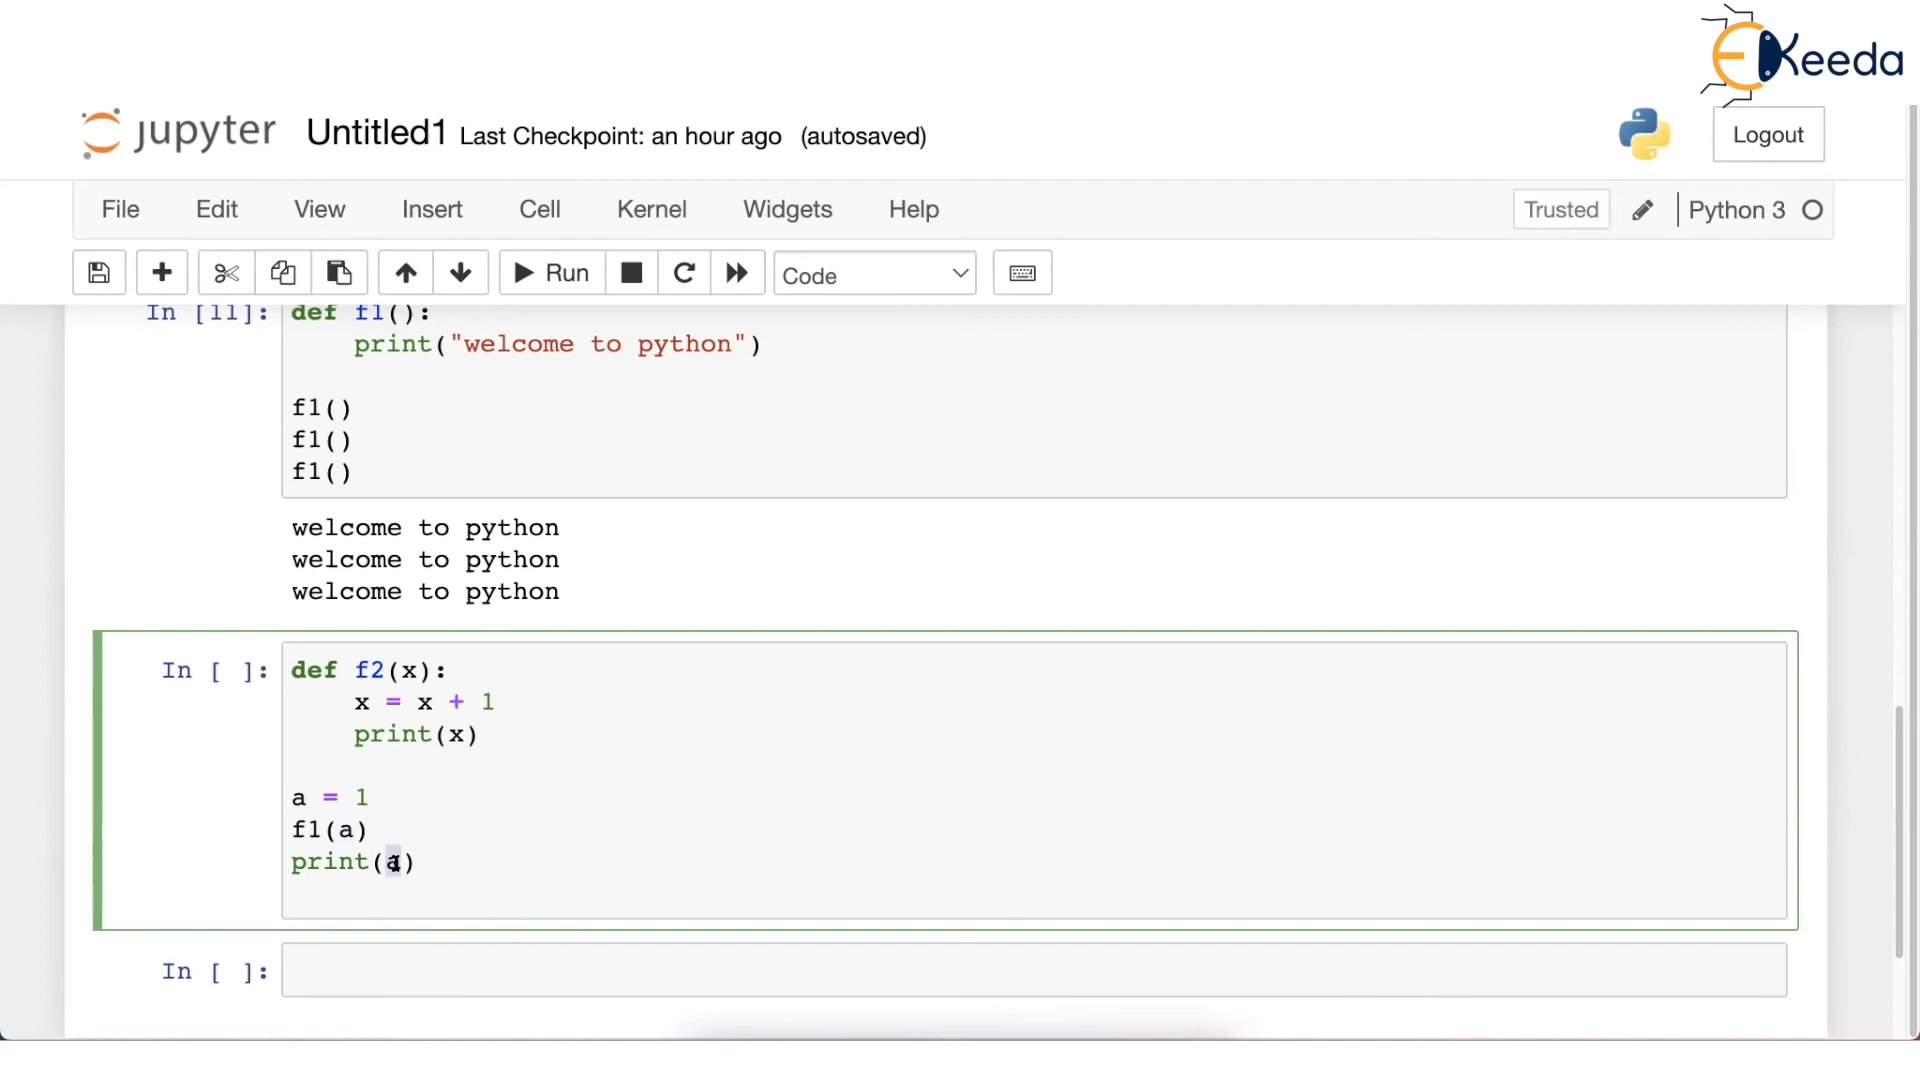 EKeeda
jupyter Untitled1 Last Checkpoint: an hour ago (autosaved)
Logout
File Edit View Insert Cell Kernel Widgets Help
Trusted Python 3
Run Code
In [11]: def f1():
    print("welcome to python")
f1()
f1()
f1()
welcome to python
welcome to python
welcome to python
In [ ]: def f2(x):
    x = x + 1
    print(x)
a = 1
f1(a)
print(a)
In [ ]: